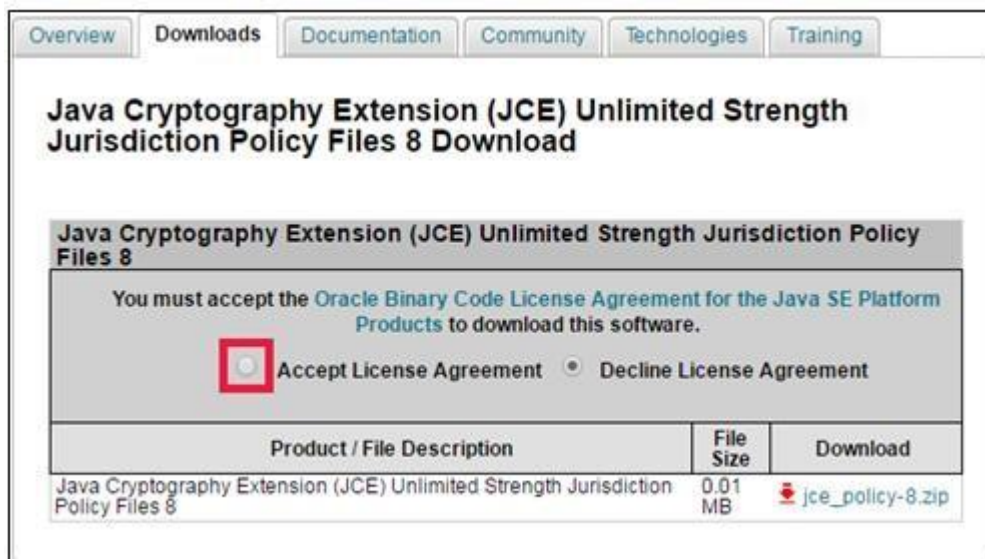 Overview Downloads Documentation Community Technologies Training
Java Cryptography Extension (JCE) Unlimited Strength
Jurisdiction Policy Files 8 Download
Java Cryptography Extension (JCE) Unlimited Strength Jurisdiction Policy
Files 8
You must accept the Oracle Binary Code License Agreement for the Java SE Platform
Products to download this software.
Accept License Agreement Decline License Agreement
Product / File Description File Size Download
Java Cryptography Extension (JCE) Unlimited Strength Jurisdiction
Policy Files 8
0.01
MB
jce_policy-8.zip